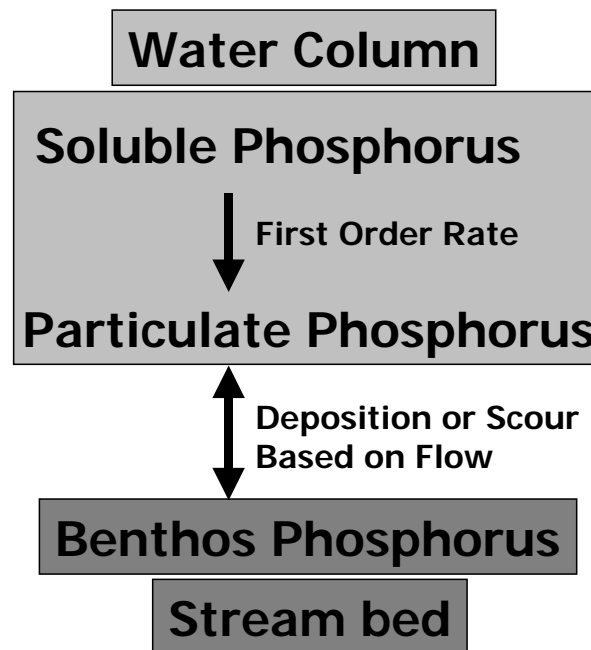 Water Column
Soluble Phosphorus
First Order Rate
Particulate Phosphorus
Deposition or Scour
Based on Flow
Benthos Phosphorus
Stream bed